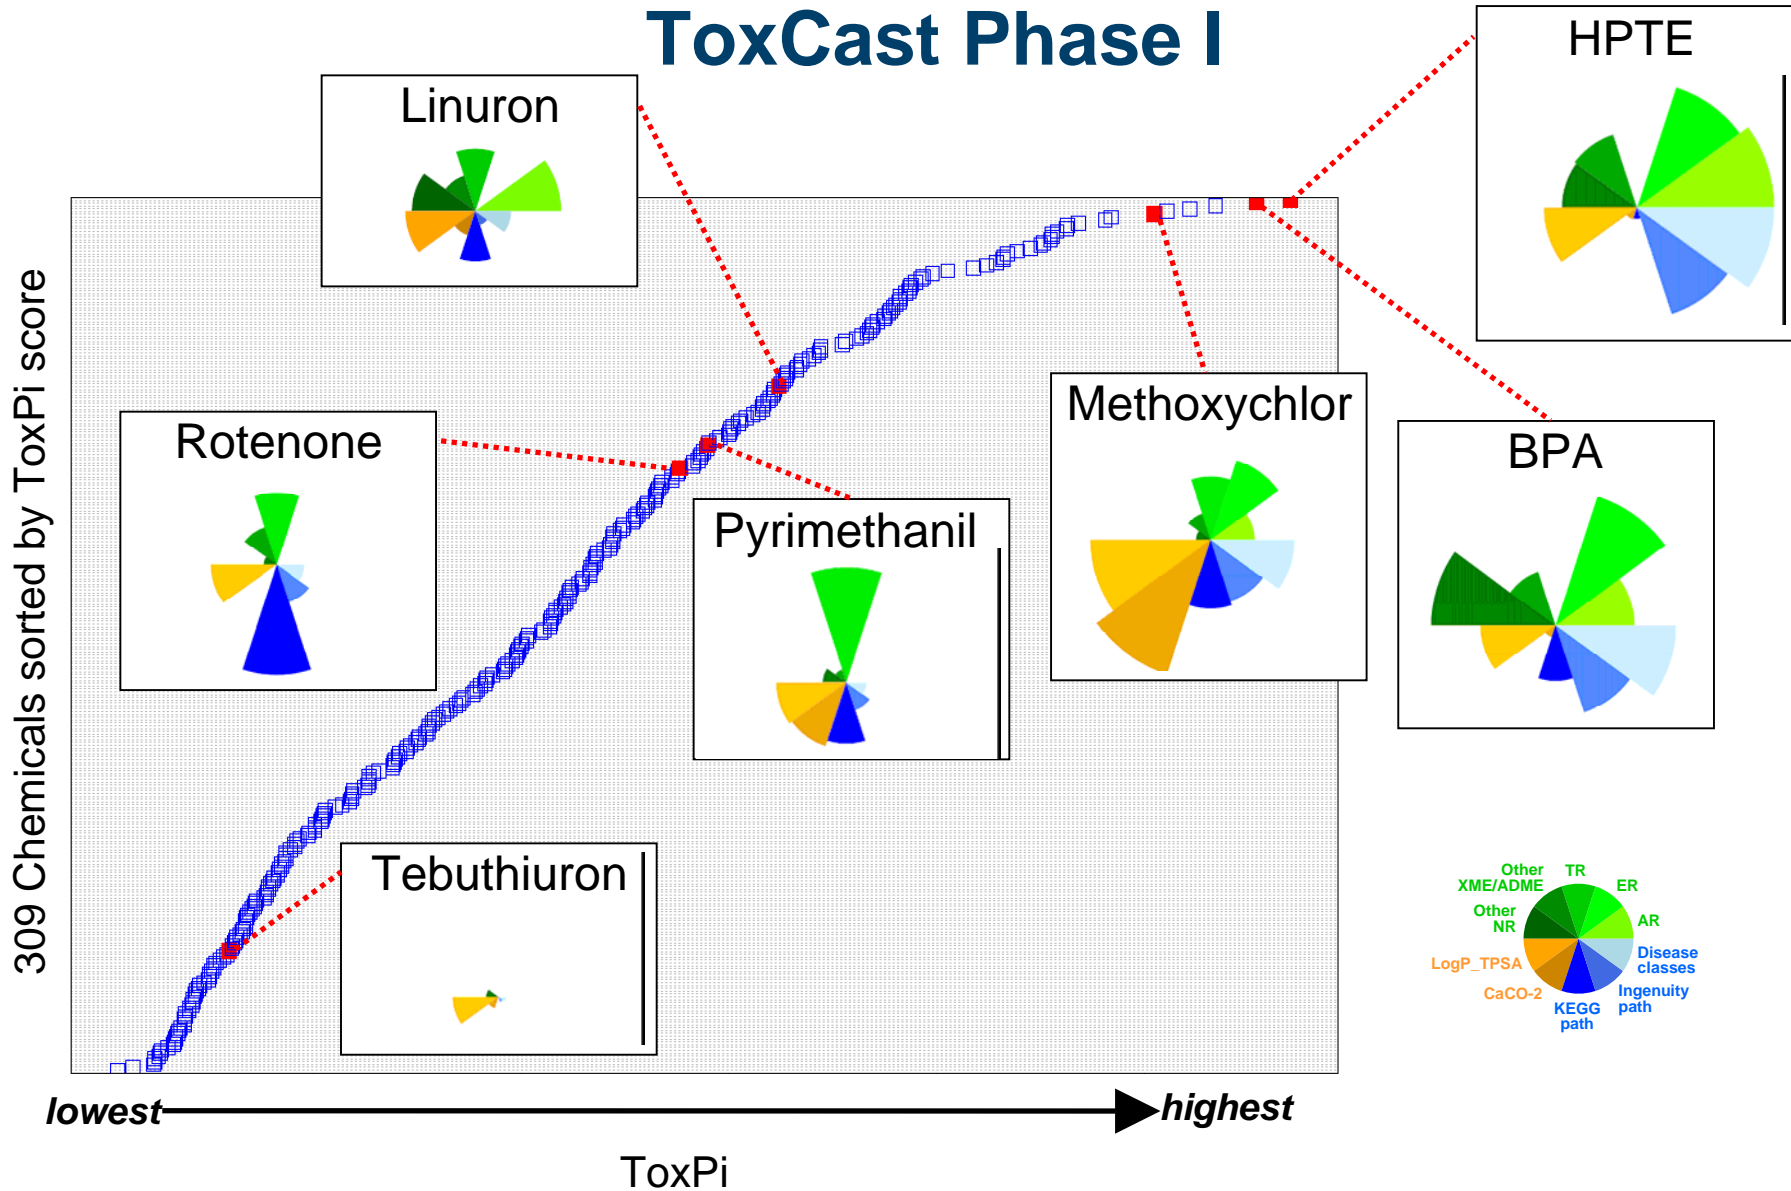 ToxCast Phase I
HPTE
Linuron
309 Chemicals sorted by ToxPi score
Methoxychlor
Rotenone
BPA
Pyrimethanil
Tebuthiuron
Other
XME/ADME
TR
ER
Other
NR
AR
LogP_TPSA
Disease
classes
CaCO-2
Ingenuity
path
KEGG
path
lowest
highest
ToxPi